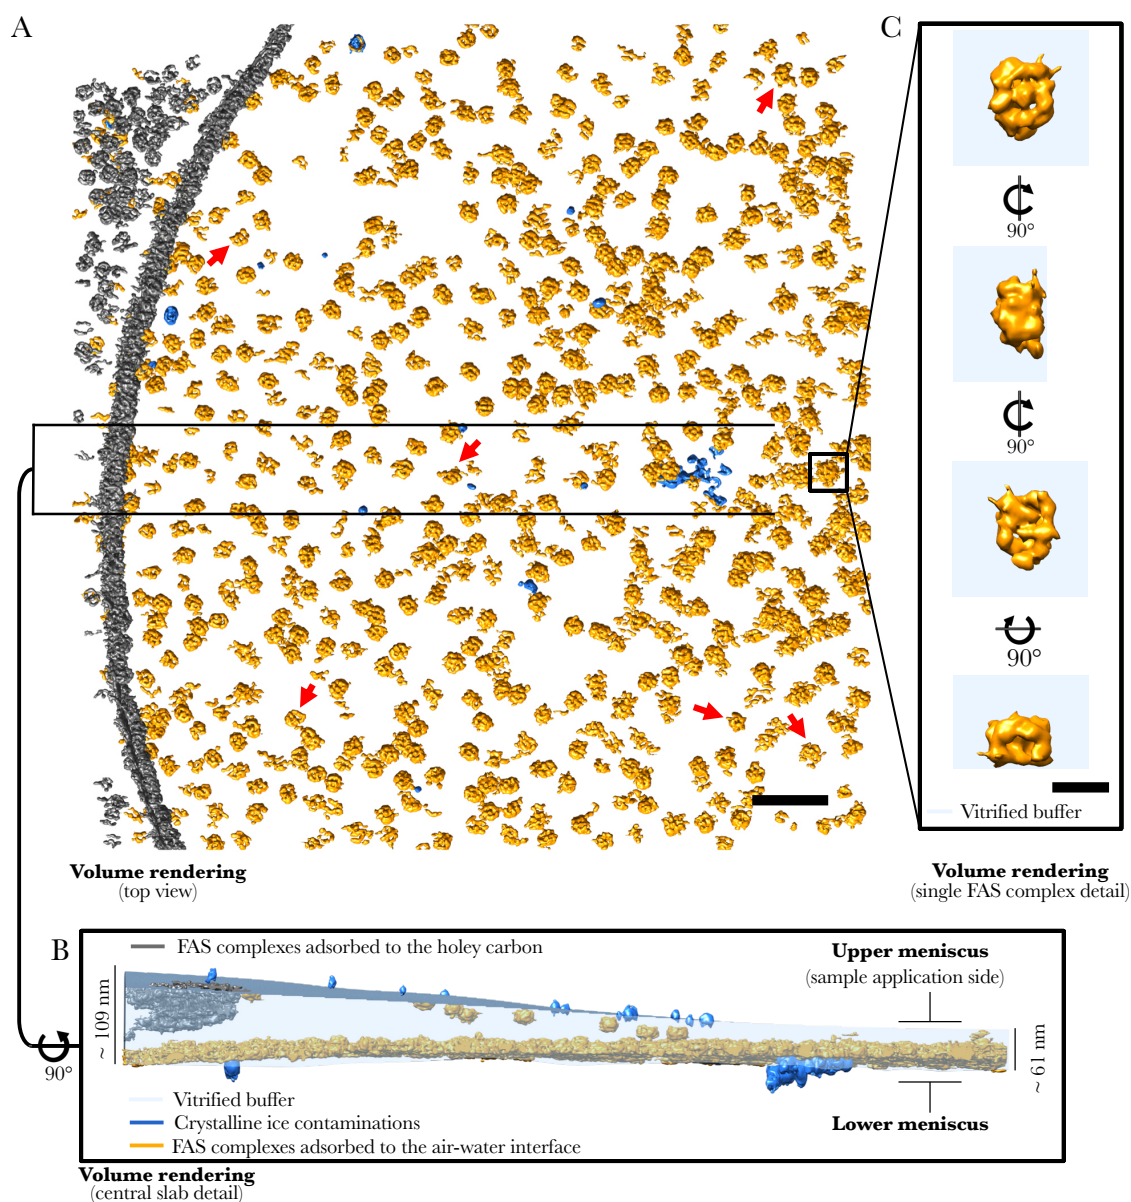 A
C
90°
90°
90°
Vitrified buffer
Volume rendering
(top view)
Volume rendering
(single FAS complex detail)
B
FAS complexes adsorbed to the holey carbon
Upper meniscus
(sample application side)
~ 109 nm
~ 61 nm
90°
Vitrified buffer
Crystalline ice contaminations
Lower meniscus
FAS complexes adsorbed to the air-water interface
Volume rendering
(central slab detail)